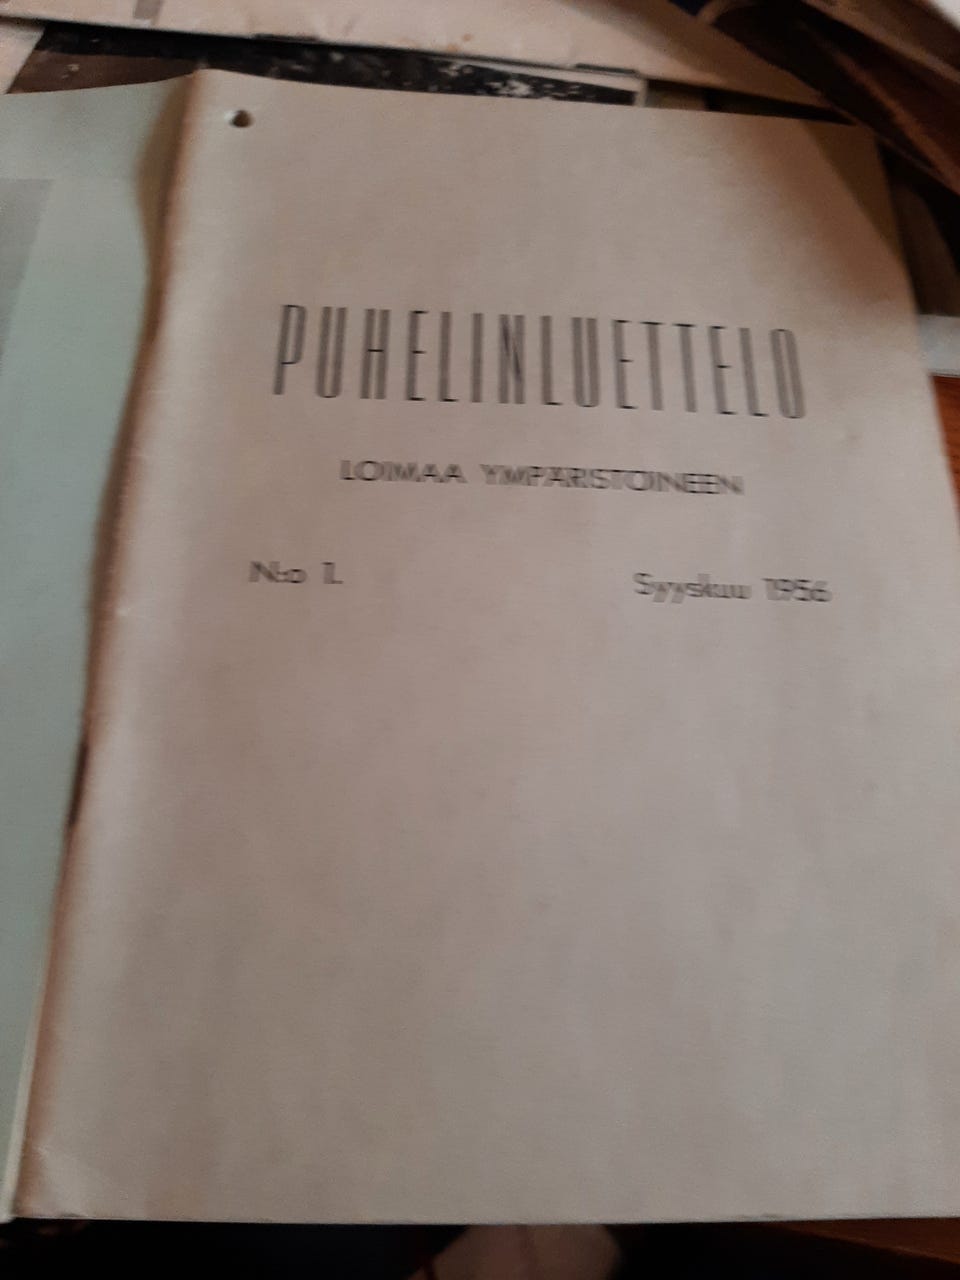 PUHELINLUETTELO
LOIMAA YMPÄRISTÖINEEN
N:o 1. Syyskuu 1956